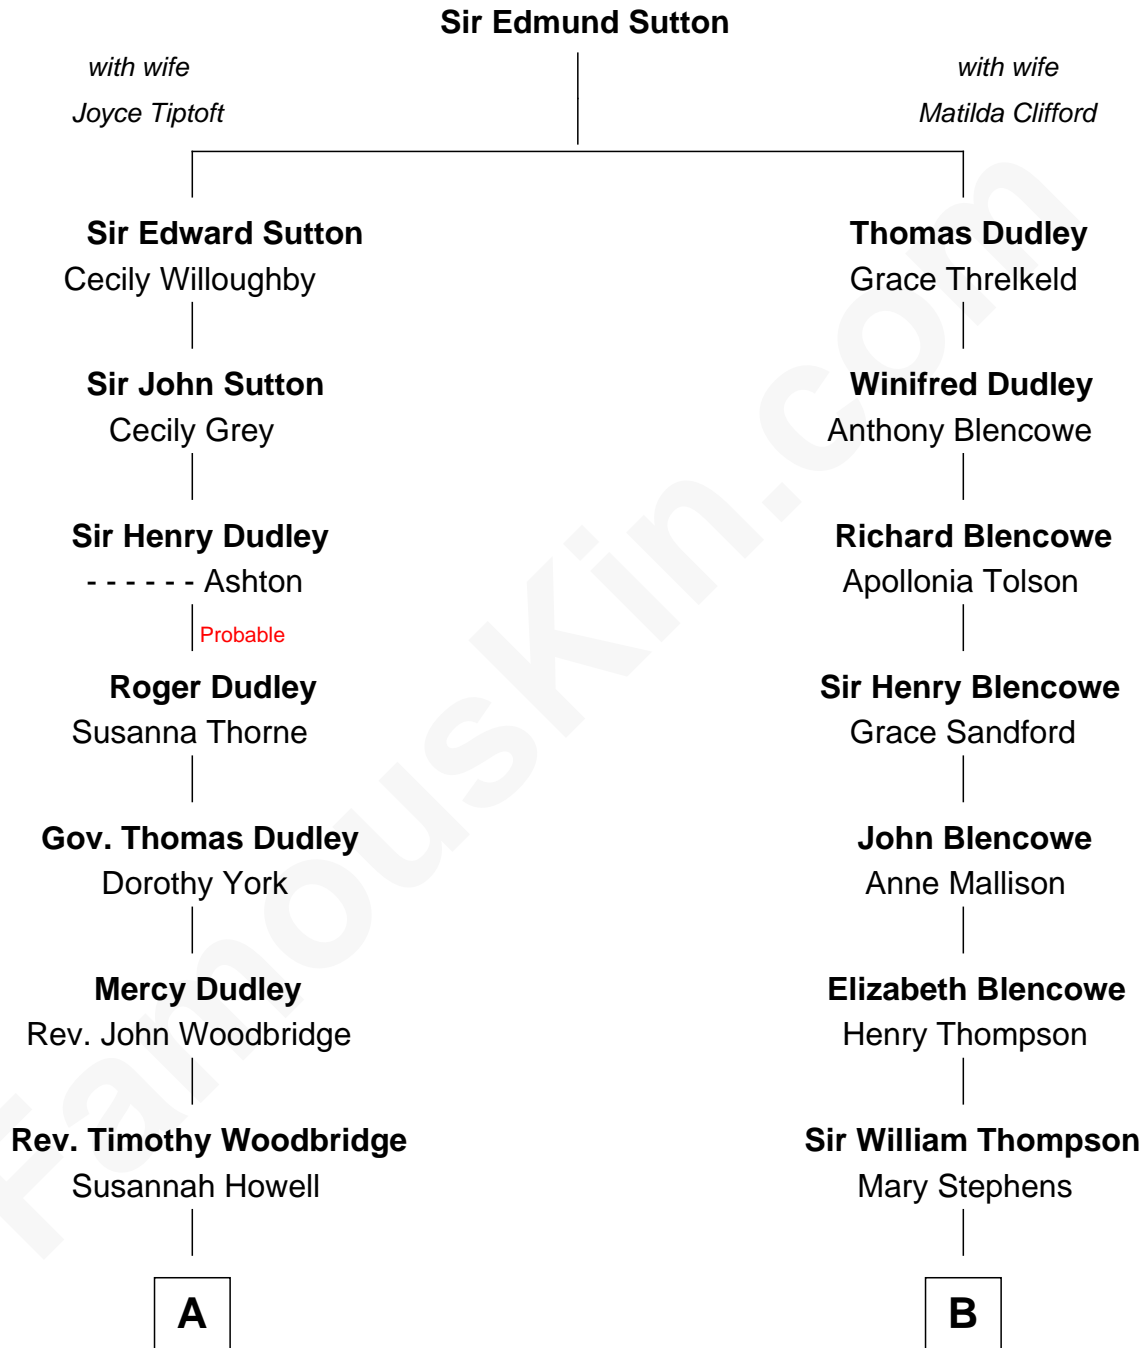 Sir Edmund Sutton
with wife
Joyce Tiptoft
with wife
Matilda Clifford
Sir Edward Sutton
Cecily Willoughby
Thomas Dudley
Grace Threlkeld
Sir John Sutton
Cecily Grey
Winifred Dudley
Anthony Blencowe
Sir Henry Dudley
- - - - - - Ashton
Richard Blencowe
Apollonia Tolson
Probable
Roger Dudley
Susanna Thorne
Sir Henry Blencowe
Grace Sandford
Gov. Thomas Dudley
Dorothy York
John Blencowe
Anne Mallison
Mercy Dudley
Rev. John Woodbridge
Elizabeth Blencowe
Henry Thompson
Rev. Timothy Woodbridge
Susannah Howell
Sir William Thompson
Mary Stephens
A
B
FamousKin.com